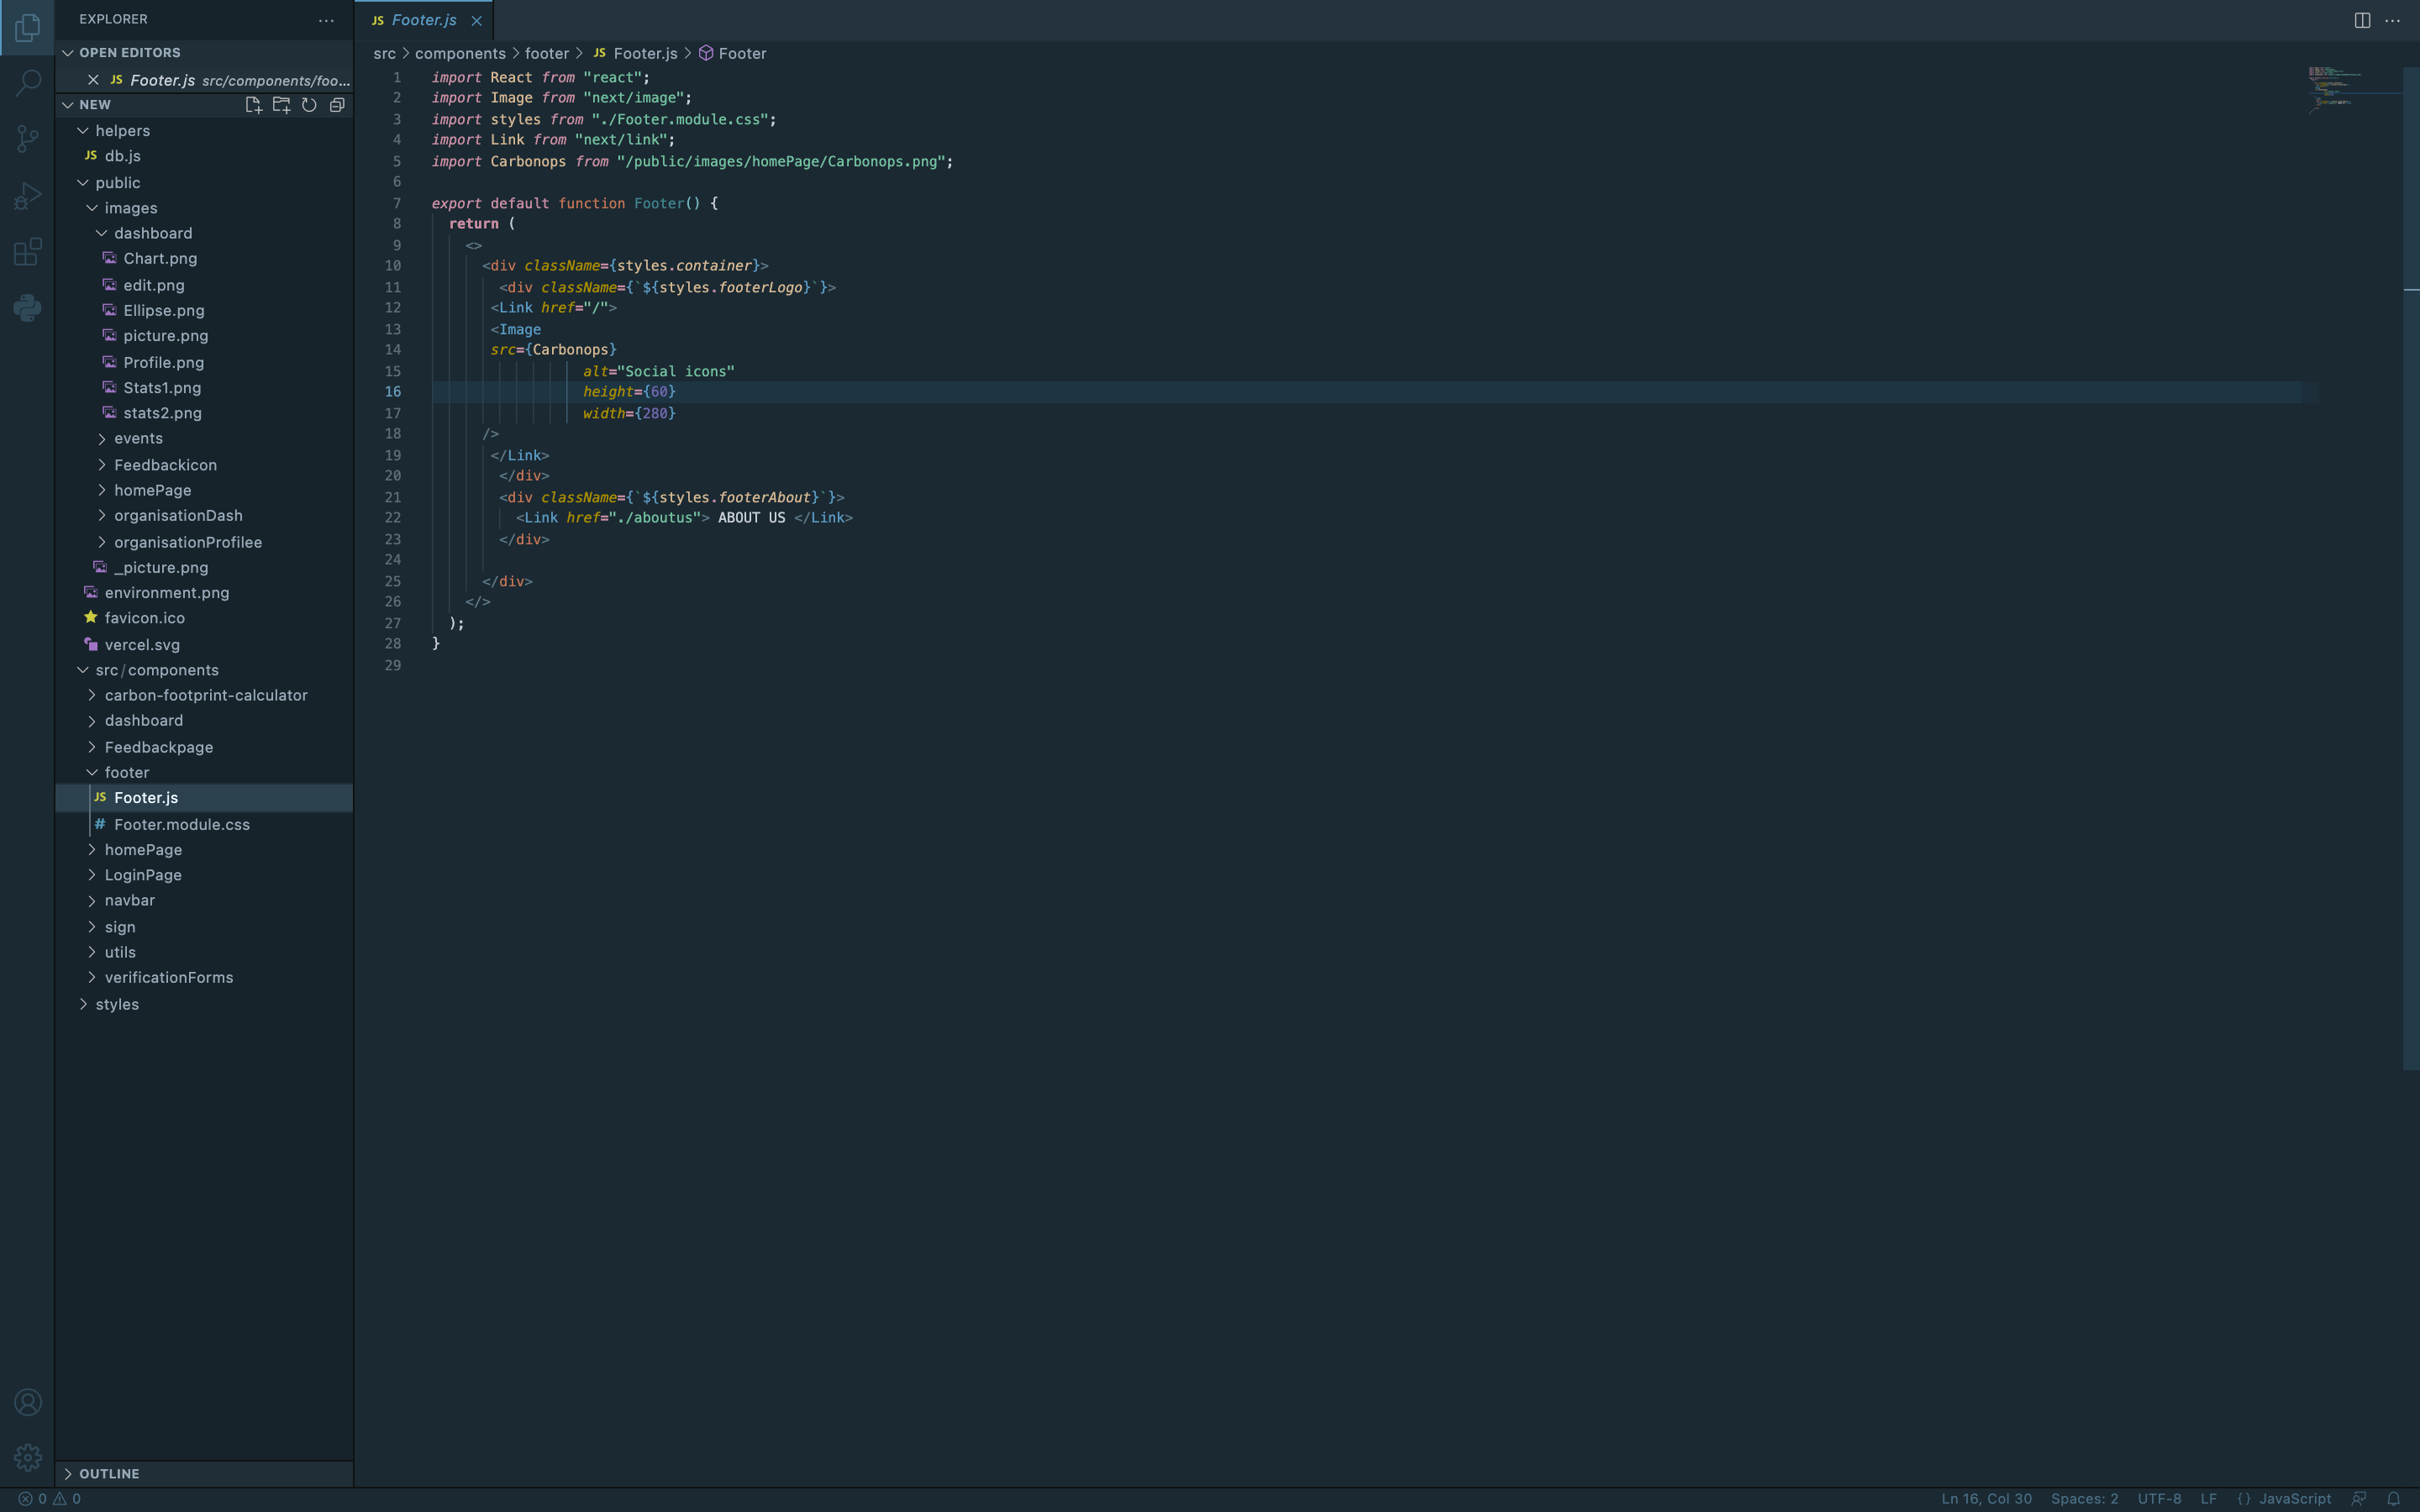 EXPLORER
OPEN EDITORS
JS Footer.js src/components/foo...
NEW
helpers
JS db.js
public
images
dashboard
Chart.png
edit.png
Ellipse.png
picture.png
Profile.png
Stats1.png
stats2.png
events
Feedbackicon
homePage
organisationDash
organisationProfilee
_picture.png
environment.png
favicon.ico
vercel.svg
src/components
carbon-footprint-calculator
dashboard
Feedbackpage
footer
JS Footer.js
# Footer.module.css
homePage
LoginPage
navbar
sign
utils
verificationForms
styles
OUTLINE
JS Footer.js
src > components > footer > JS Footer.js > Footer
1 import React from "react";
2 import Image from "next/image";
3 import styles from "./Footer.module.css";
4 import Link from "next/link";
5 import Carbonops from "/public/images/homePage/Carbonops.png";
6
7 export default function Footer() {
8 return (
9 <>
10 <div className={styles.container}>
11 <div className={`${styles.footerLogo}`}>
12 <Link href="/">
13 <Image
14 src={Carbonops}
15 alt="Social icons"
16 height={60}
17 width={280}
18 />
19 </Link>
20 </div>
21 <div className={`${styles.footerAbout}`}>
22 <Link href="./aboutus"> ABOUT US </Link>
23 </div>
24
25 </div>
26 </>
27 );
28 }
29
0 0
Ln 16, Col 30 Spaces: 2 UTF-8 LF {} JavaScript